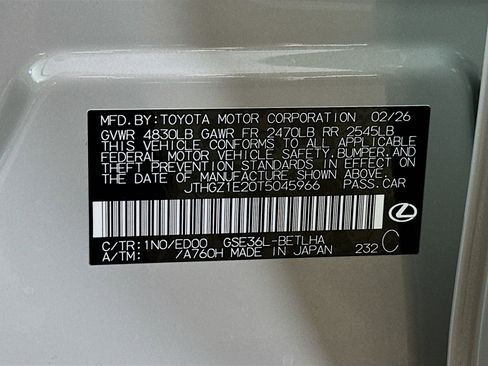 MFD. BY: TOYOTA MOTOR CORPORATION 02/26
GVWR 4830LB GAWR FR 2470LB RR 2545LB
THIS VEHICLE CONFORMS TO ALL APPLICABLE
FEDERAL MOTOR VEHICLE SAFETY, BUMPER, AND
THEFT PREVENTION STANDARDS IN EFFECT ON
THE DATE OF MANUFACTURE SHOWN ABOVE.
JTHGZ1E20T5045966 PASS. CAR
C/TR: 1N0/ED00 GSE36L-BETLHA
A/TM: /A760H MADE IN JAPAN 232 C